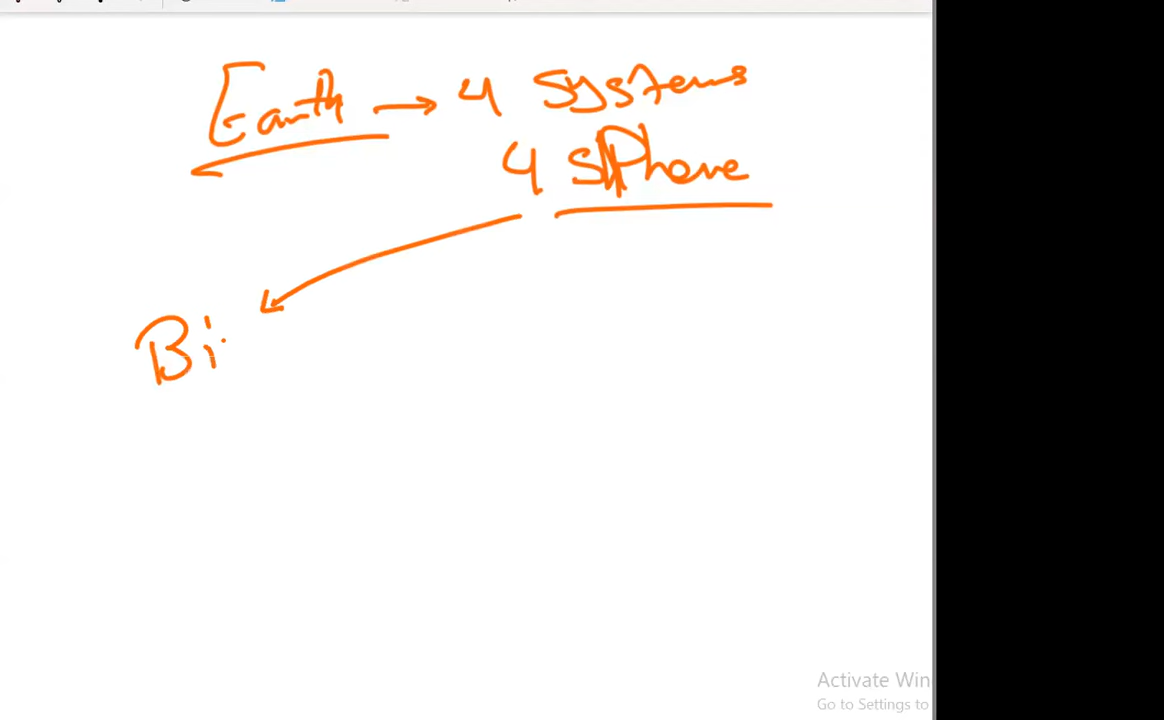 Earth → 4 Systems
4 SPhere
Bi
Activate Win
Go to Settings to